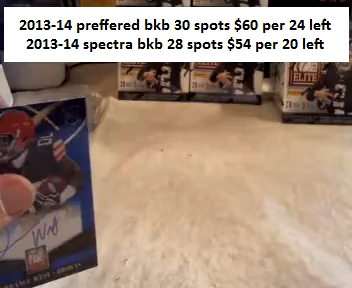 2013-14 preffered bkb 30 spots $60 per 24 left
2013-14 spectra bkb 28 spots $54 per 20 left
ELITE
ELITE